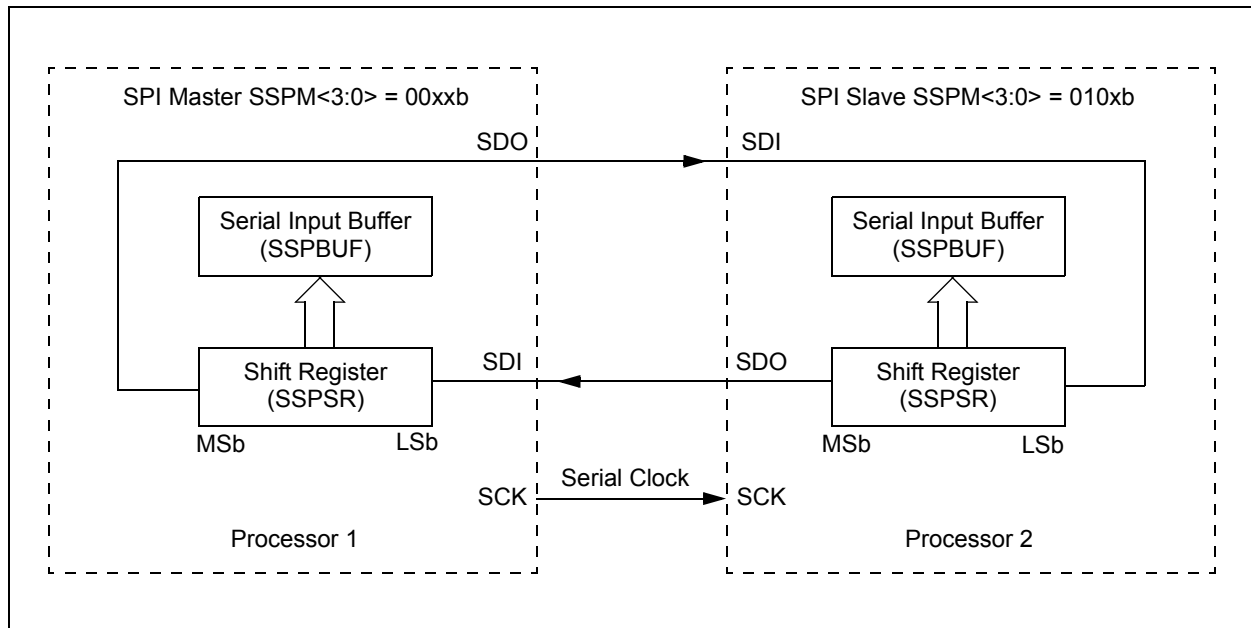 SPI Master SSPM<3:0> = 00xxb
SDO
Serial Input Buffer
(SSPBUF)
SDI
Shift Register
(SSPSR)
MSb
LSb
SCK
Serial Clock
Processor 1
SPI Slave SSPM<3:0> = 010xb
SDI
Serial Input Buffer
(SSPBUF)
SDO
Shift Register
(SSPSR)
MSb
LSb
SCK
Processor 2